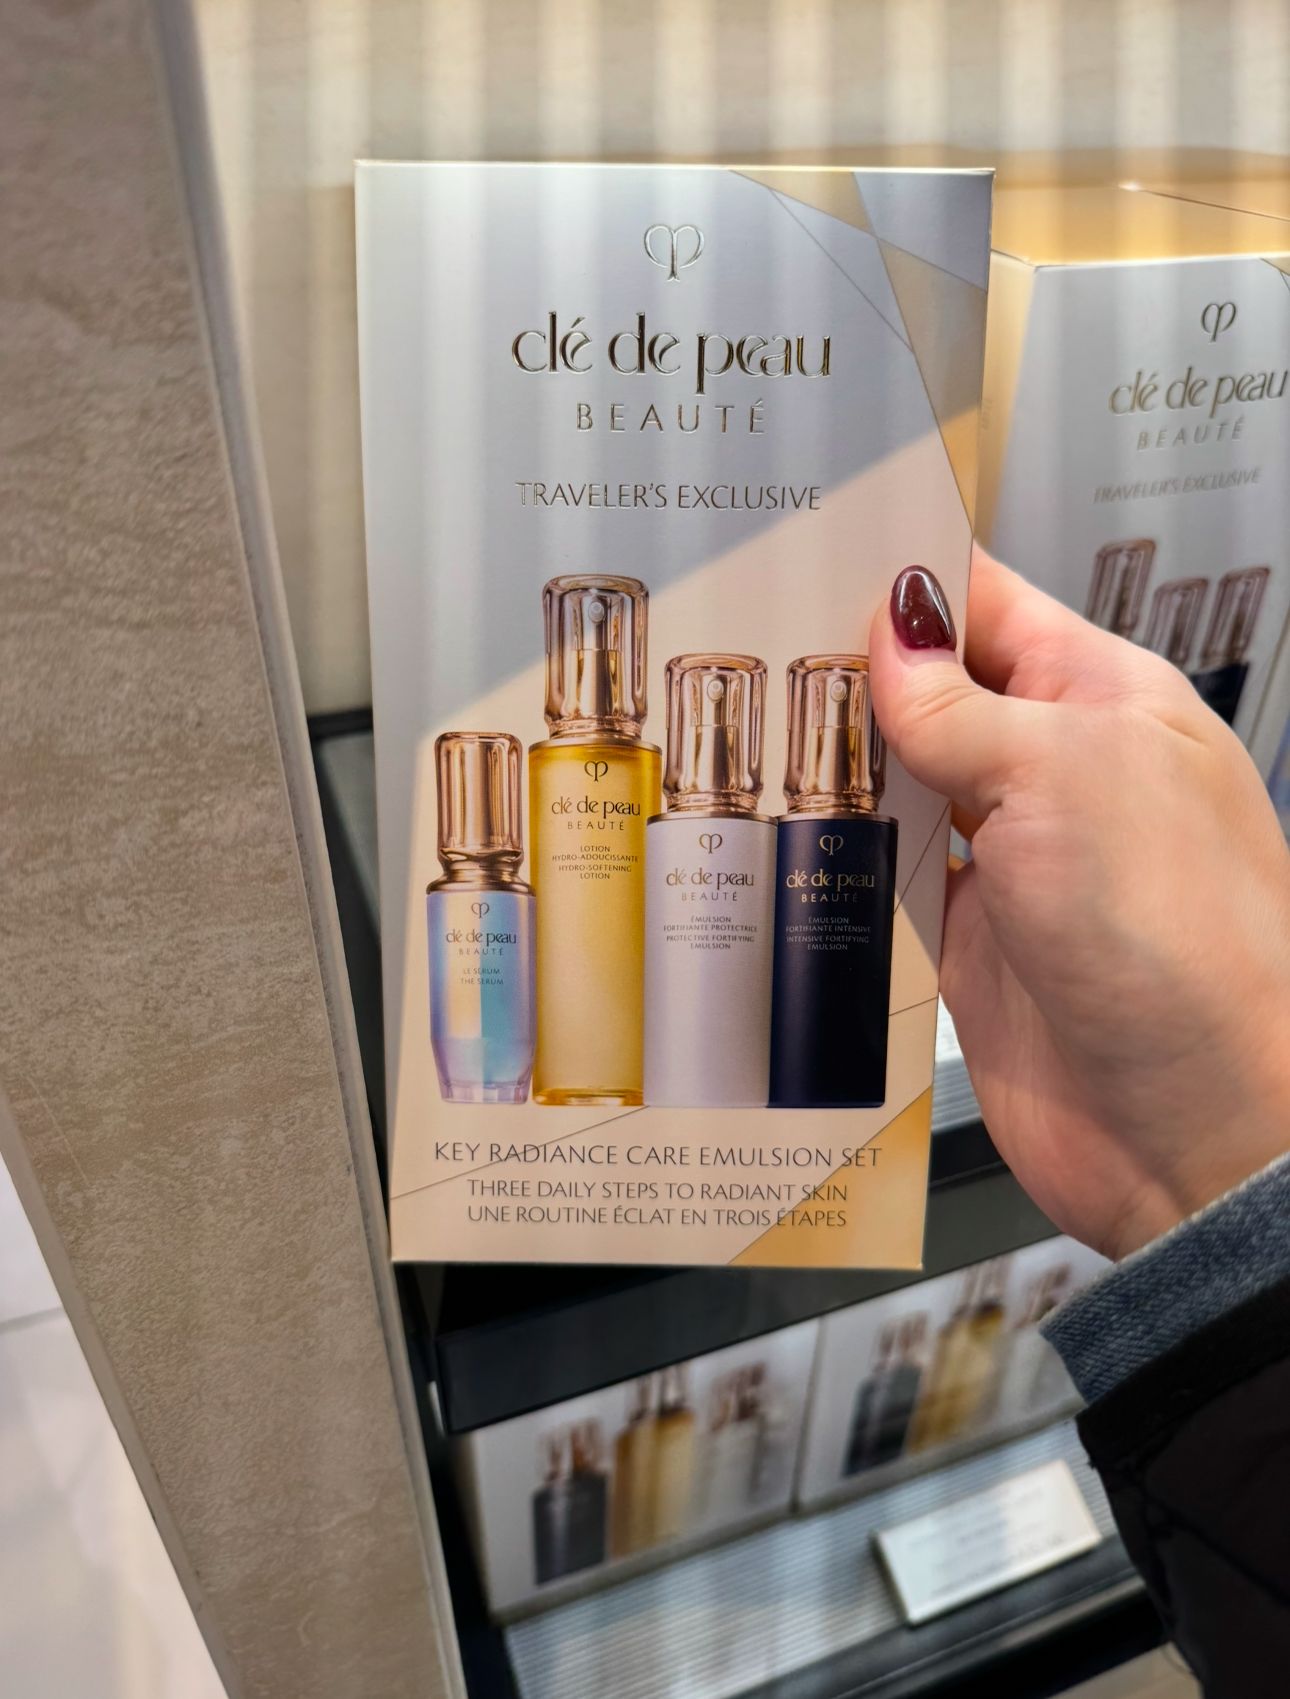 clé de peau
BEAUTÉ
TRAVELER'S EXCLUSIVE
clé de peau
BEAUTÉ
LE SÉRUM
THE SERUM
clé de peau
BEAUTÉ
LOTION
HYDRO-ADOUCISSANTE
HYDRO-SOFTENING
LOTION
clé de peau
BEAUTÉ
ÉMULSION
FORTIFIANTE PROTECTRICE
PROTECTIVE FORTIFYING
EMULSION
clé de peau
BEAUTÉ
ÉMULSION
FORTIFIANTE INTENSIVE
INTENSIVE FORTIFYING
EMULSION
KEY RADIANCE CARE EMULSION SET
THREE DAILY STEPS TO RADIANT SKIN
UNE ROUTINE ÉCLAT EN TROIS ÉTAPES
clé de peau
BEAUTÉ
TRAVELER'S EXCLUSIVE